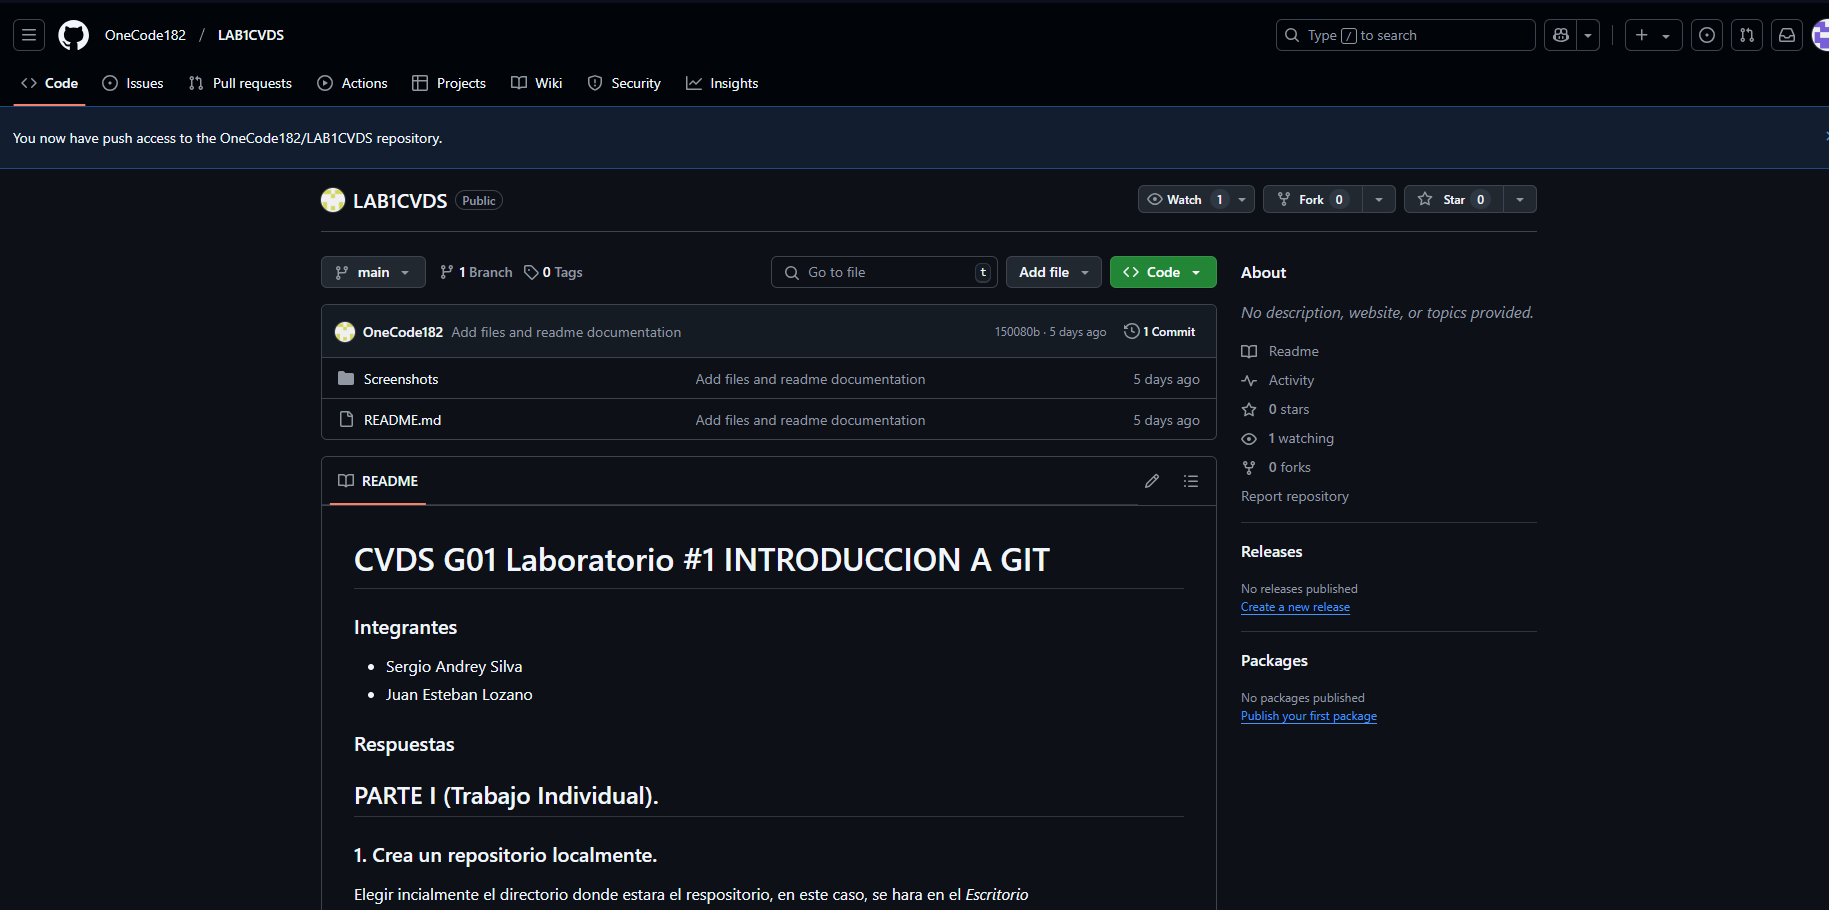 OneCode182 / LAB1CVDS
Type / to search
Code Issues Pull requests Actions Projects Wiki Security Insights
You now have push access to the OneCode182/LAB1CVDS repository.
LAB1CVDS Public
Watch 1 Fork 0 Star 0
main 1 Branch 0 Tags
Go to file t Add file Code
OneCode182 Add files and readme documentation 150080b · 5 days ago 1 Commit
Screenshots Add files and readme documentation 5 days ago
README.md Add files and readme documentation 5 days ago
README
CVDS G01 Laboratorio #1 INTRODUCCION A GIT
Integrantes
• Sergio Andrey Silva
• Juan Esteban Lozano
Respuestas
PARTE I (Trabajo Individual).
1. Crea un repositorio localmente.
Elegir incialmente el directorio donde estara el respositorio, en este caso, se hara en el Escritorio
About
No description, website, or topics provided.
Readme
Activity
0 stars
1 watching
0 forks
Report repository
Releases
No releases published
Create a new release
Packages
No packages published
Publish your first package